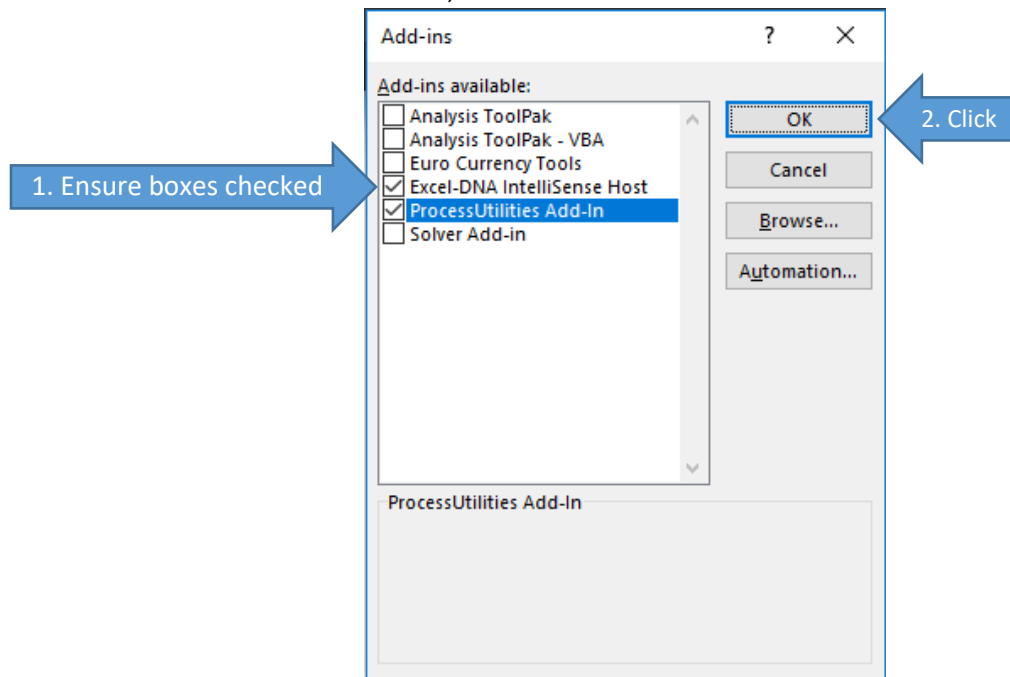 Add-ins ?
Add-ins available:
Analysis ToolPak
Analysis ToolPak - VBA
Euro Currency Tools
Excel-DNA IntelliSense Host
ProcessUtilities Add-In
Solver Add-in
OK
Cancel
Browse...
Automation...
1. Ensure boxes checked
2. Click
ProcessUtilities Add-In